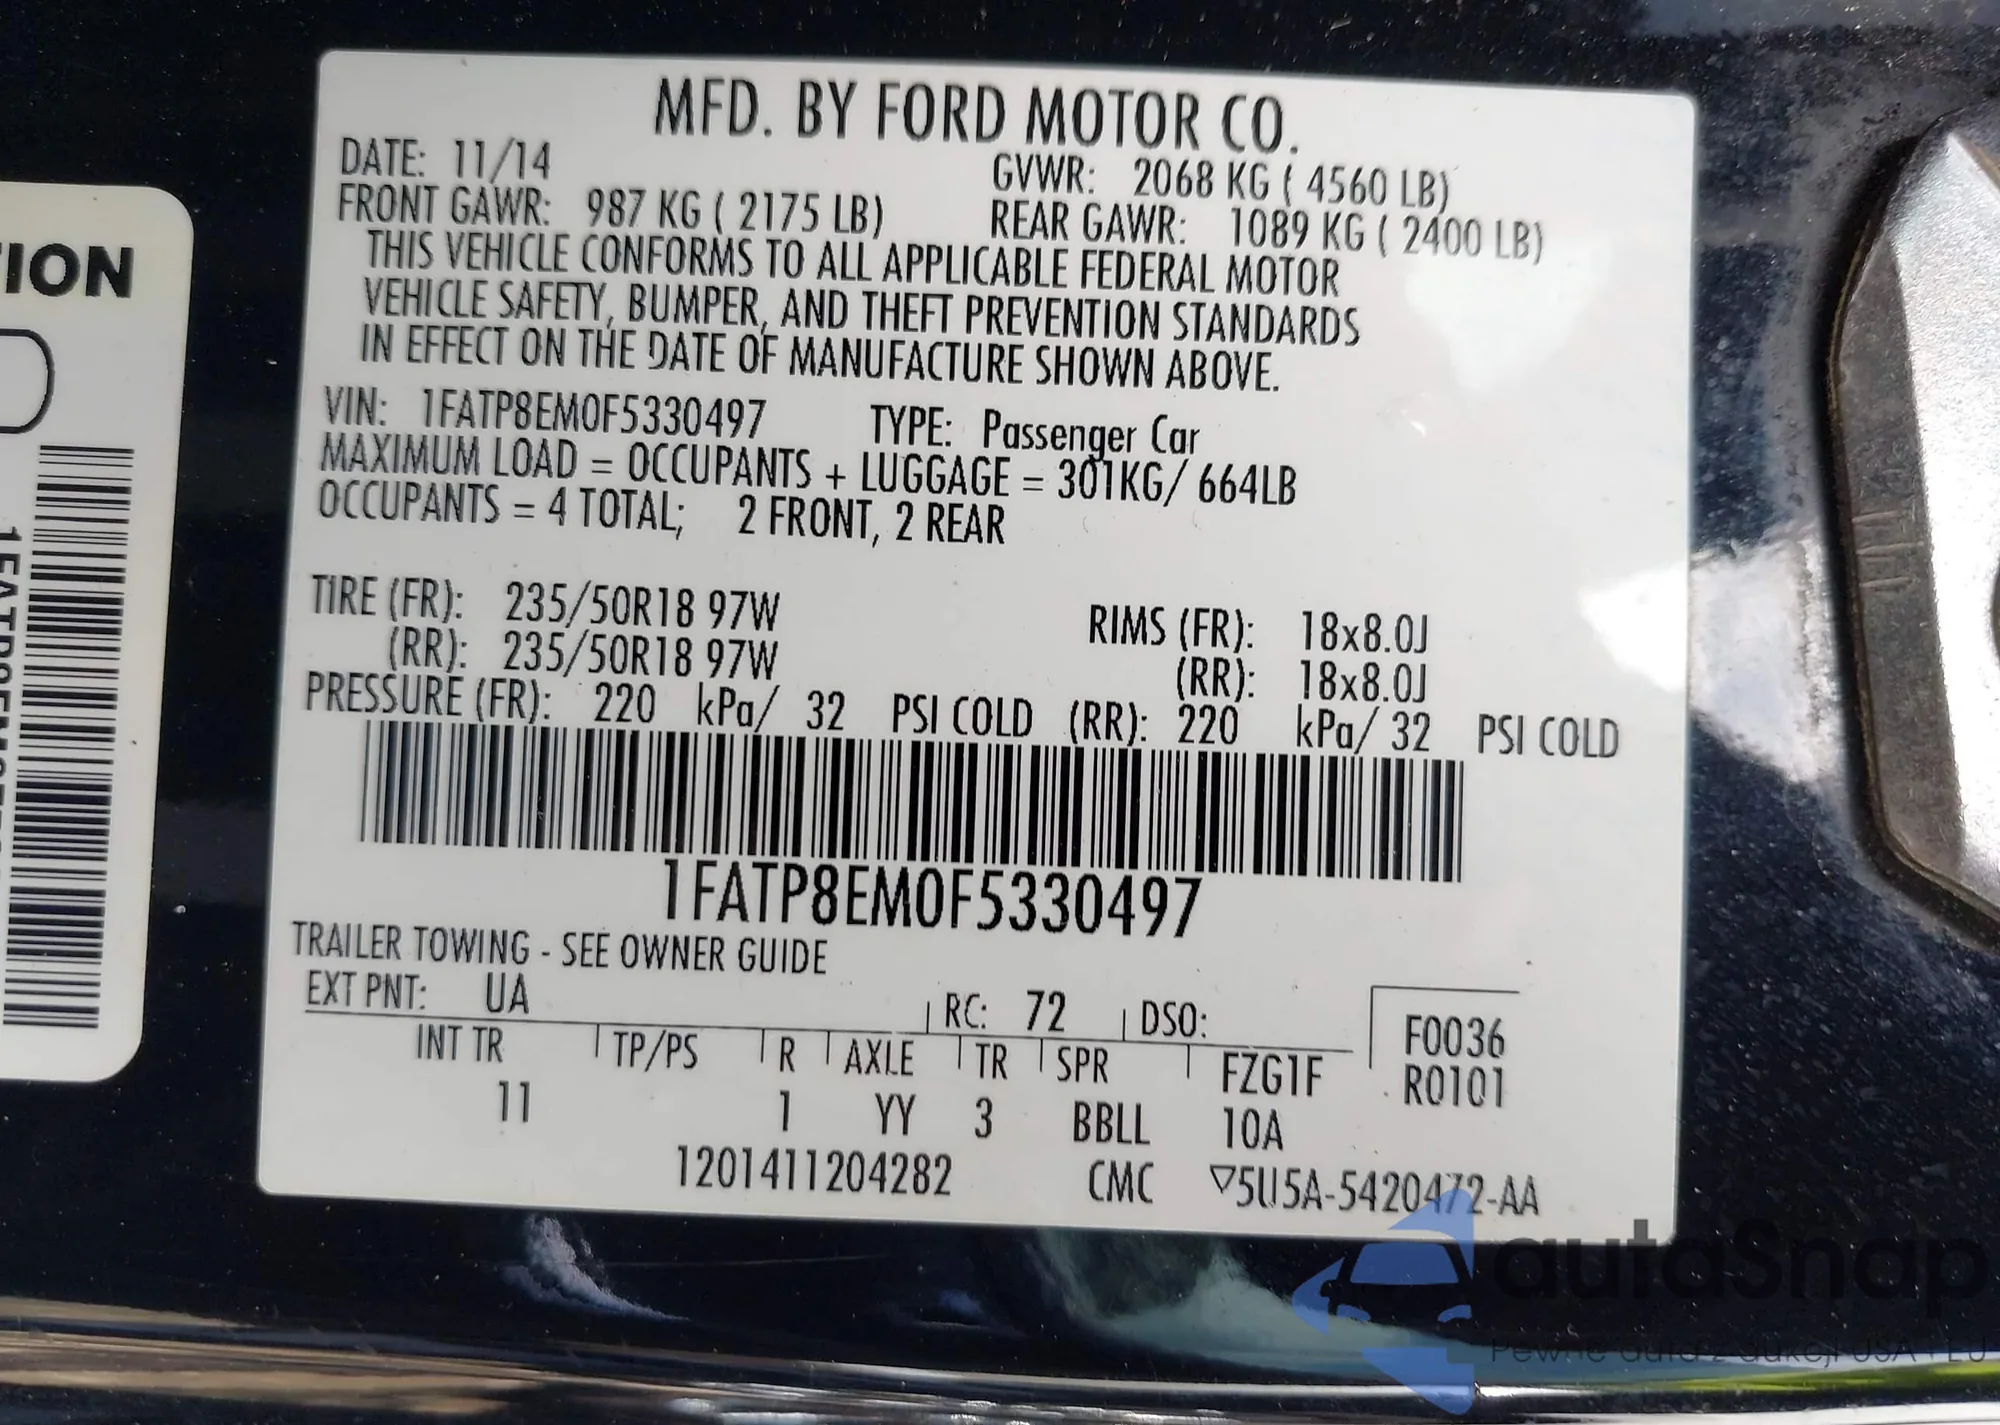 MFD. BY FORD MOTOR CO.
DATE: 11/14 GVWR: 2068 KG ( 4560 LB)
FRONT GAWR: 987 KG ( 2175 LB) REAR GAWR: 1089 KG ( 2400 LB)
THIS VEHICLE CONFORMS TO ALL APPLICABLE FEDERAL MOTOR
VEHICLE SAFETY, BUMPER, AND THEFT PREVENTION STANDARDS
IN EFFECT ON THE DATE OF MANUFACTURE SHOWN ABOVE.
VIN: 1FATP8EM0F5330497 TYPE: Passenger Car
MAXIMUM LOAD = OCCUPANTS + LUGGAGE = 301KG/ 664LB
OCCUPANTS = 4 TOTAL; 2 FRONT, 2 REAR
TIRE (FR): 235/50R18 97W RIMS (FR): 18x8.0J
(RR): 235/50R18 97W (RR): 18x8.0J
PRESSURE (FR): 220 kPa/ 32 PSI COLD (RR): 220 kPa/ 32 PSI COLD
1FATP8EM0F5330497
TRAILER TOWING - SEE OWNER GUIDE
EXT PNT: UA RC: 72 DSO: F0036
INT TR TP/PS R AXLE TR SPR FZG1F R0101
11 1 YY 3 BBLL 10A
1201411204282 CMC ▽5U5A-5420472-AA
ION
autaSnap
Pewne auta z aukcji USA i EU